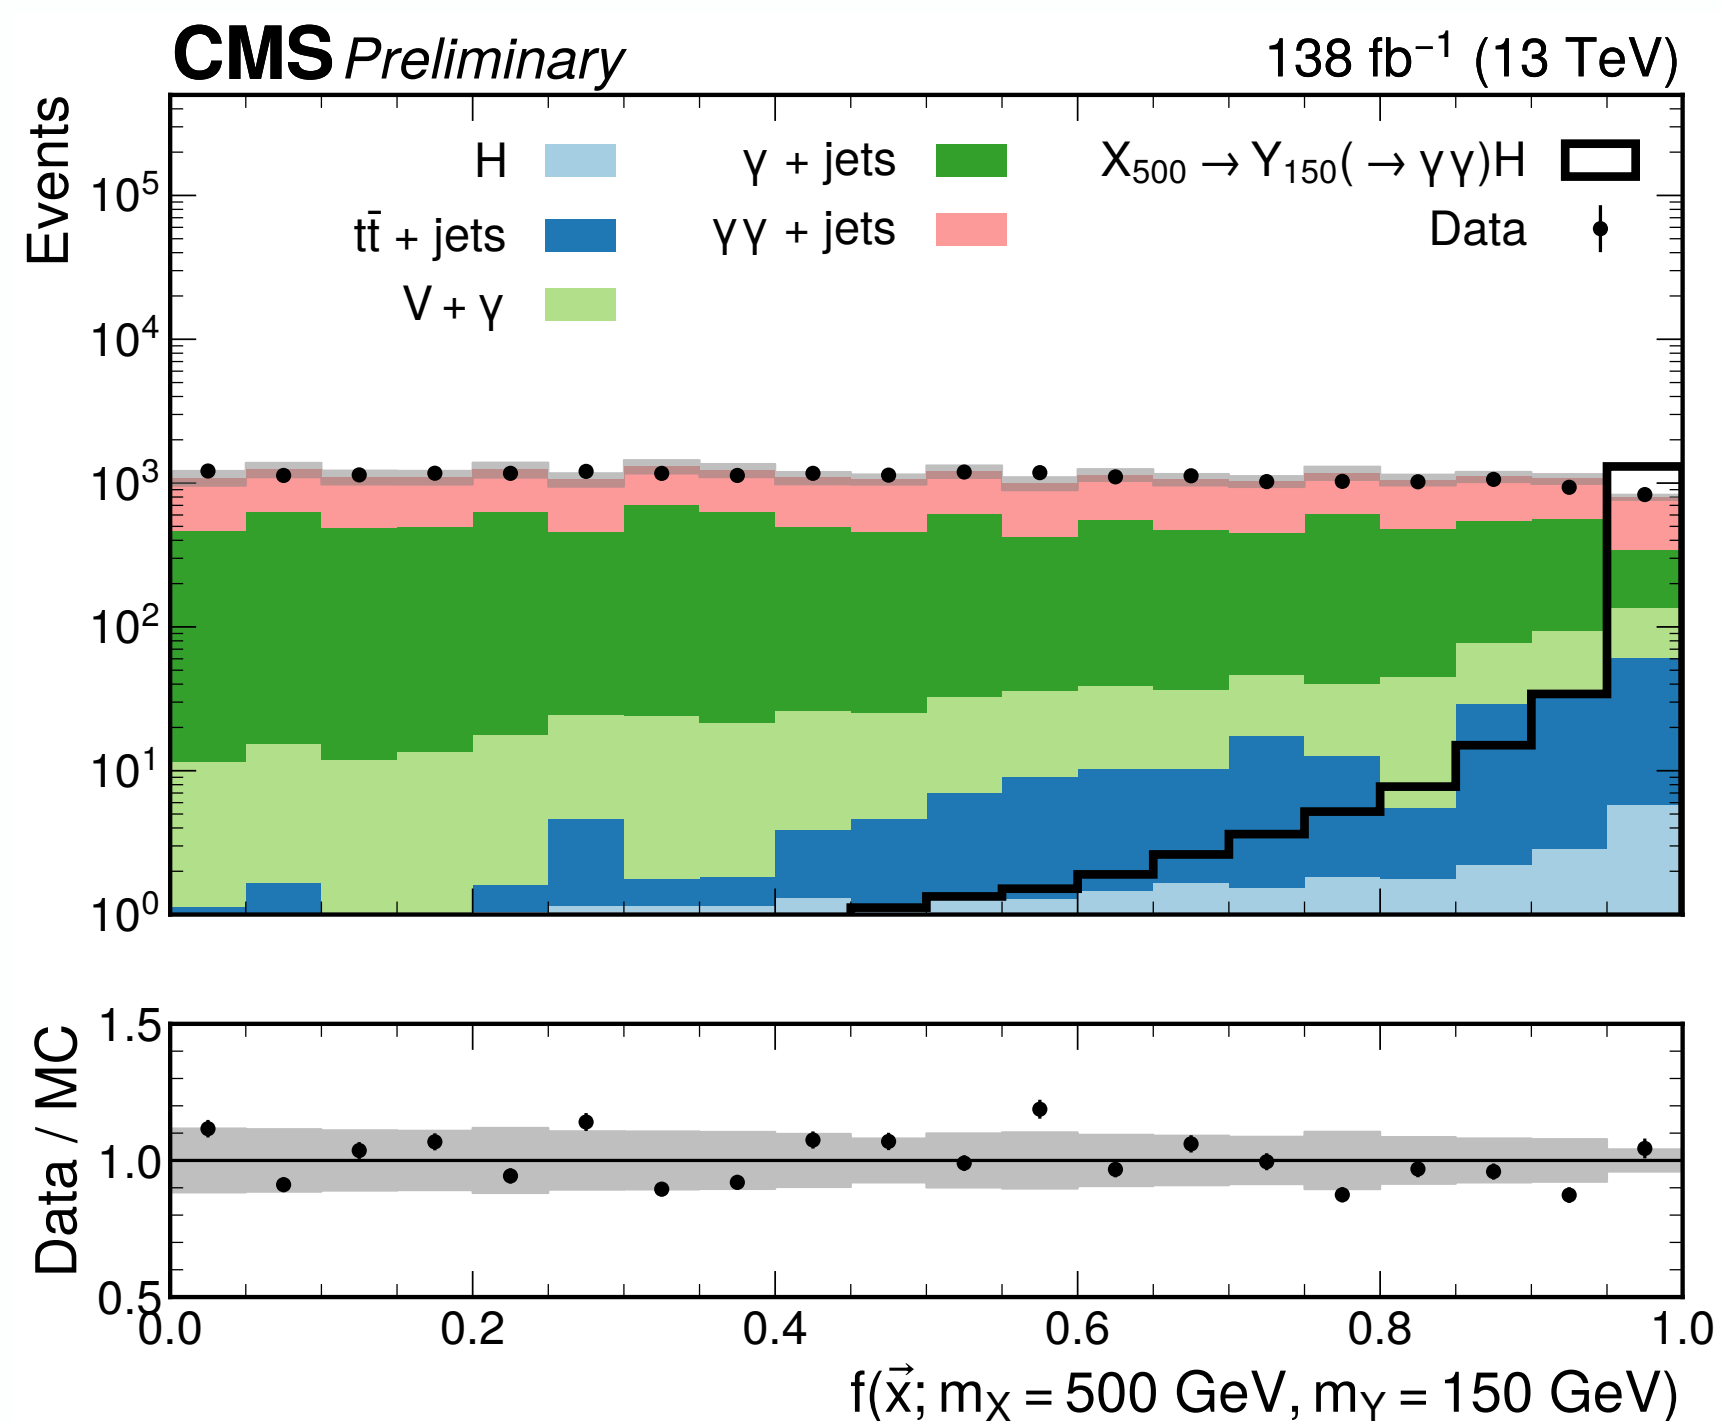 CMS Preliminary 138 fb⁻¹ (13 TeV)
Events
H
tt̄ + jets
V + γ
γ + jets
γγ + jets
X₅₀₀ → Y₁₅₀( → γγ)H
Data
10⁵
10⁴
10³
10²
10¹
10⁰
Data / MC
1.5
1.0
0.5
0.0 0.2 0.4 0.6 0.8 1.0
f(x⃗; m_X = 500 GeV, m_Y = 150 GeV)